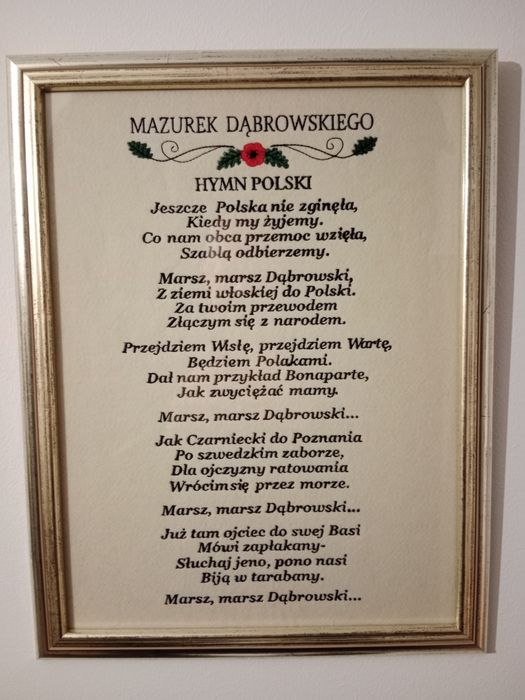 MAZUREK DĄBROWSKIEGO
HYMN POLSKI
Jeszcze Polska nie zginęła,
Kiedy my żyjemy.
Co nam obca przemoc wzięła,
Szablą odbierzemy.
Marsz, marsz Dąbrowski,
Z ziemi włoskiej do Polski.
Za twoim przewodem
Złączym się z narodem.
Przejdziem Wisłę, przejdziem Wartę,
Będziem Polakami.
Dał nam przykład Bonaparte,
Jak zwyciężać mamy.
Marsz, marsz Dąbrowski...
Jak Czarniecki do Poznania
Po szwedzkim zaborze,
Dla ojczyzny ratowania
Wrócim się przez morze.
Marsz, marsz Dąbrowski...
Już tam ojciec do swej Basi
Mówi zapłakany-
Słuchaj jeno, pono nasi
Biją w tarabany.
Marsz, marsz Dąbrowski...